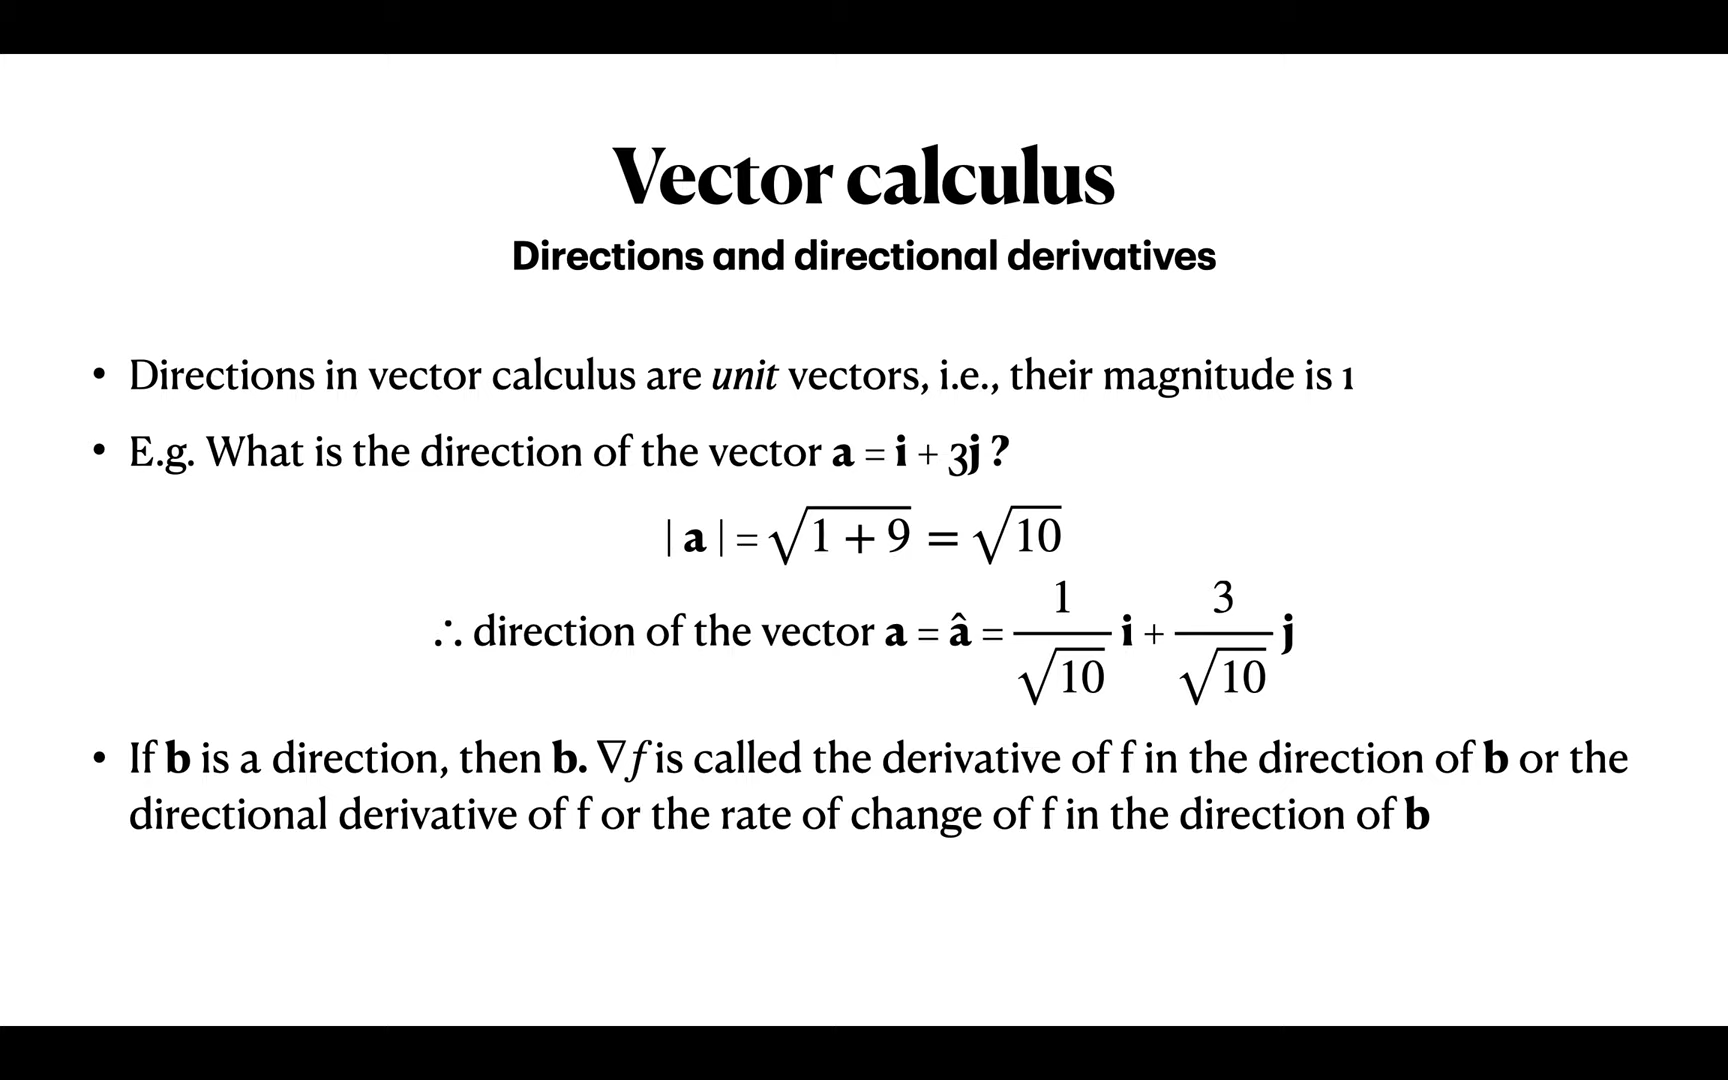 Vector calculus
Directions and directional derivatives
• Directions in vector calculus are unit vectors, i.e., their magnitude is 1
• E.g. What is the direction of the vector a = i + 3j ?
| a | = √(1 + 9) = √10
∴ direction of the vector a = â = 1/√10 i + 3/√10 j
• If b is a direction, then b. ∇f is called the derivative of f in the direction of b or the
directional derivative of f or the rate of change of f in the direction of b